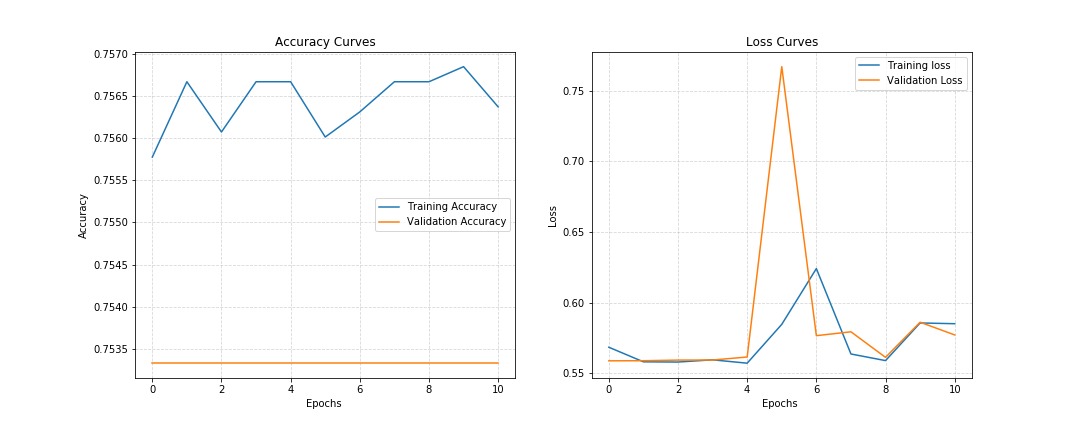 Accuracy Curves
0.7570
0.7565
0.7560
0.7555
0.7550
0.7545
0.7540
0.7535
Accuracy
Training Accuracy
Validation Accuracy
0 2 4 6 8 10
Epochs
Loss Curves
0.75
0.70
0.65
0.60
0.55
Loss
Training loss
Validation Loss
0 2 4 6 8 10
Epochs